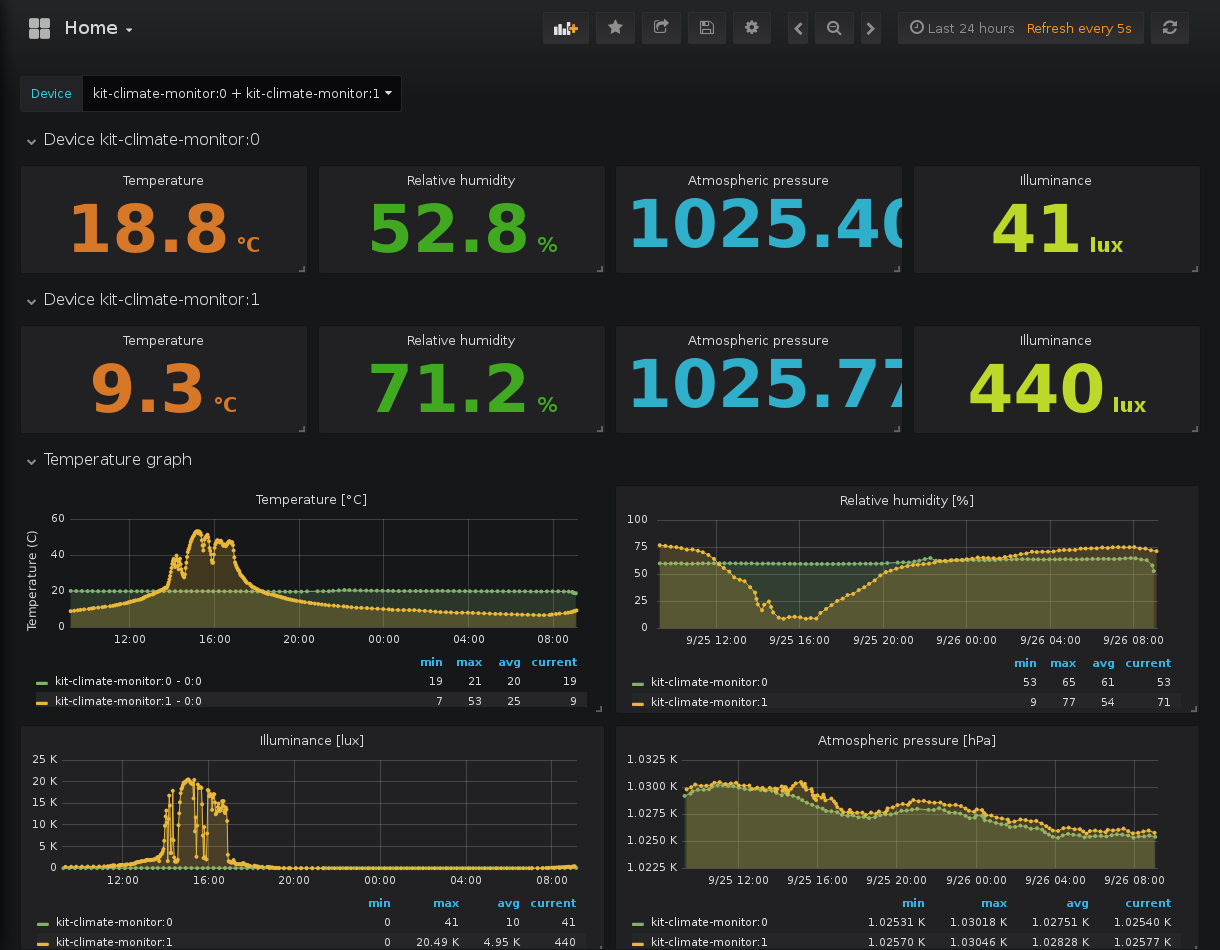 Home
Last 24 hours Refresh every 5s
Device kit-climate-monitor:0 + kit-climate-monitor:1
Device kit-climate-monitor:0
Temperature Relative humidity Atmospheric pressure Illuminance
18.8 °C 52.8 % 1025.40 41 lux
Device kit-climate-monitor:1
Temperature Relative humidity Atmospheric pressure Illuminance
9.3 °C 71.2 % 1025.77 440 lux
Temperature graph
Temperature [°C]
Temperature (C)
60
40
20
0
12:00 16:00 20:00 00:00 04:00 08:00
min max avg current
kit-climate-monitor:0 - 0:0 19 21 20 19
kit-climate-monitor:1 - 0:0 7 53 25 9
Relative humidity [%]
100
75
50
25
0
9/25 12:00 9/25 16:00 9/25 20:00 9/26 00:00 9/26 04:00 9/26 08:00
min max avg current
kit-climate-monitor:0 53 65 61 53
kit-climate-monitor:1 9 77 54 71
Illuminance [lux]
25 K
20 K
15 K
10 K
5 K
0
12:00 16:00 20:00 00:00 04:00 08:00
min max avg current
kit-climate-monitor:0 0 41 10 41
kit-climate-monitor:1 0 20.49 K 4.95 K 440
Atmospheric pressure [hPa]
1.0325 K
1.0300 K
1.0275 K
1.0250 K
1.0225 K
9/25 12:00 9/25 16:00 9/25 20:00 9/26 00:00 9/26 04:00 9/26 08:00
min max avg current
kit-climate-monitor:0 1.02531 K 1.03018 K 1.02751 K 1.02540 K
kit-climate-monitor:1 1.02570 K 1.03046 K 1.02828 K 1.02577 K